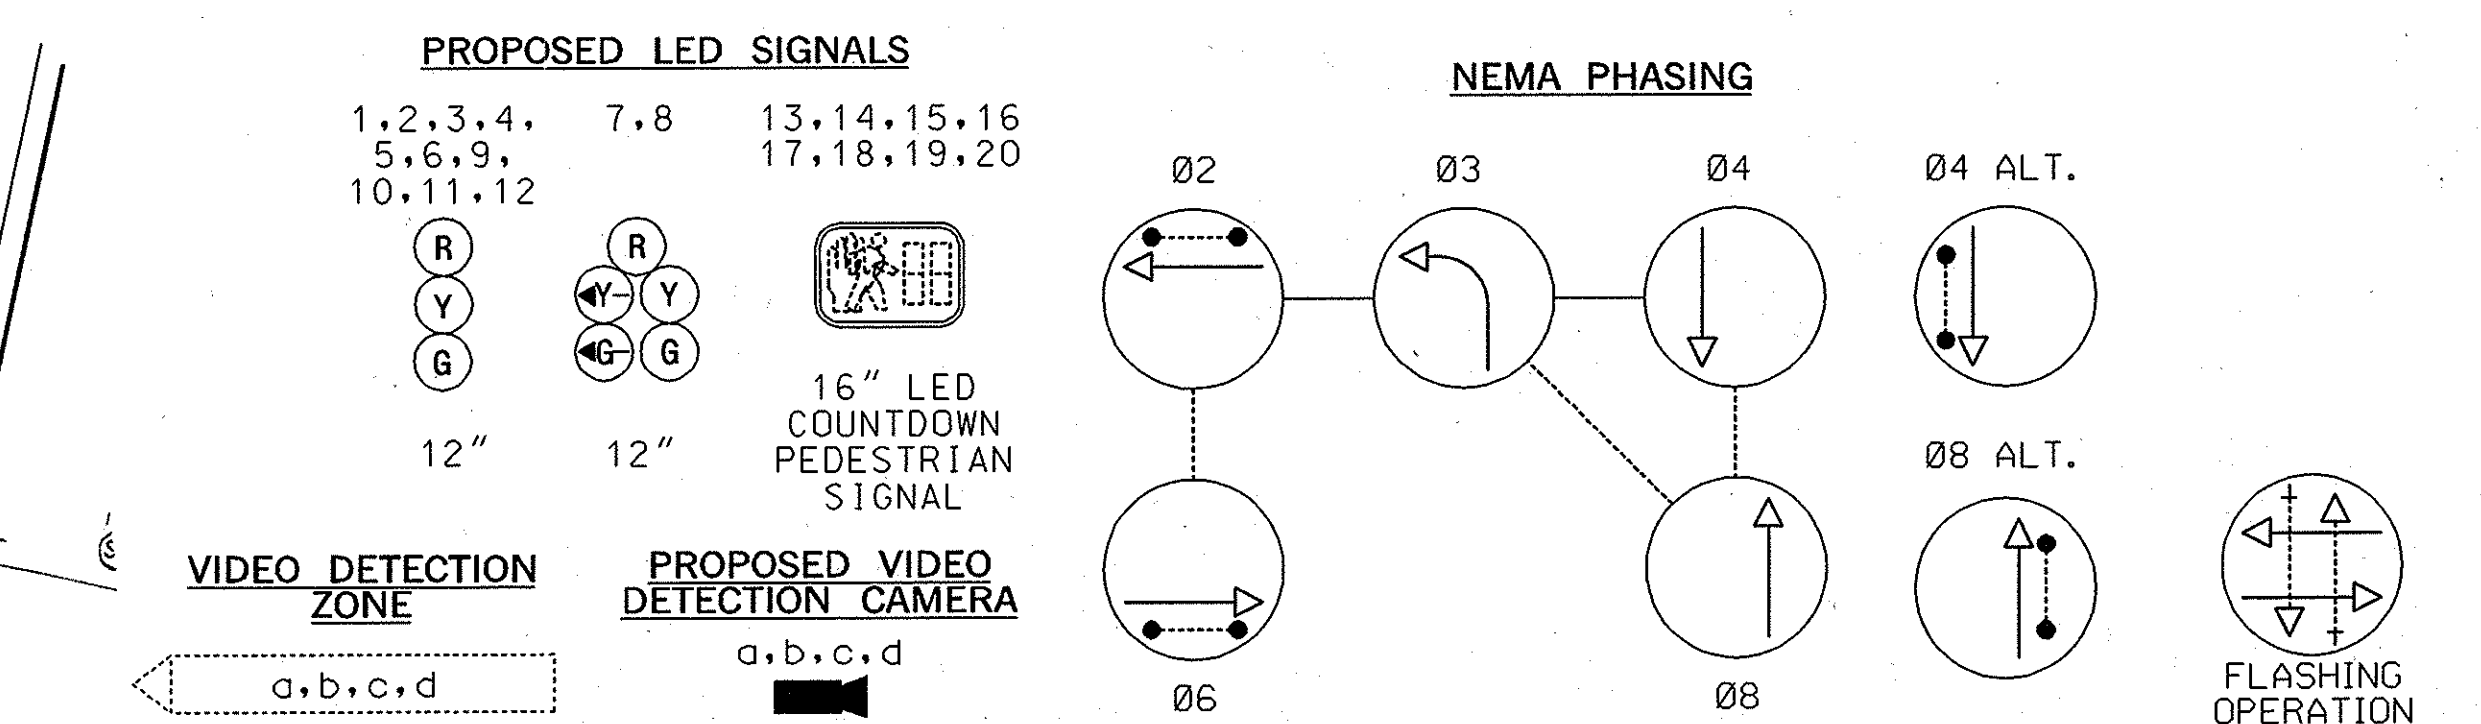 PROPOSED LED SIGNALS
1,2,3,4,
5,6,9,
10,11,12
7,8
13,14,15,16
17,18,19,20
R
Y
G
R
Y Y
G G
12"
12"
16" LED
COUNTDOWN
PEDESTRIAN
SIGNAL
VIDEO DETECTION
ZONE
a,b,c,d
PROPOSED VIDEO
DETECTION CAMERA
a,b,c,d
NEMA PHASING
Ø2
Ø3
Ø4
Ø4 ALT.
Ø6
Ø8
Ø8 ALT.
FLASHING
OPERATION